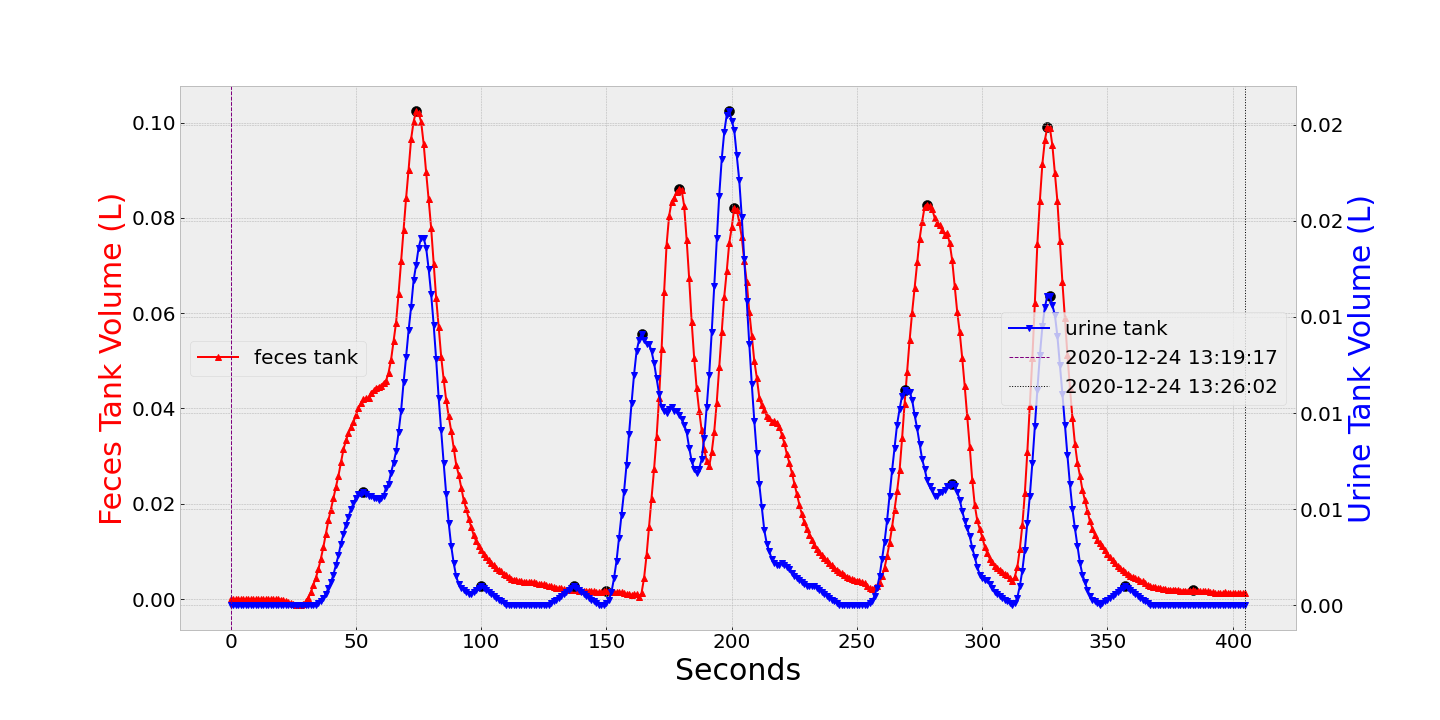 Feces Tank Volume (L)
0.10
0.08
0.06
0.04
0.02
0.00
feces tank
urine tank
2020-12-24 13:19:17
2020-12-24 13:26:02
0.02
0.02
0.01
0.01
0.01
0.00
Urine Tank Volume (L)
0 50 100 150 200 250 300 350 400
Seconds